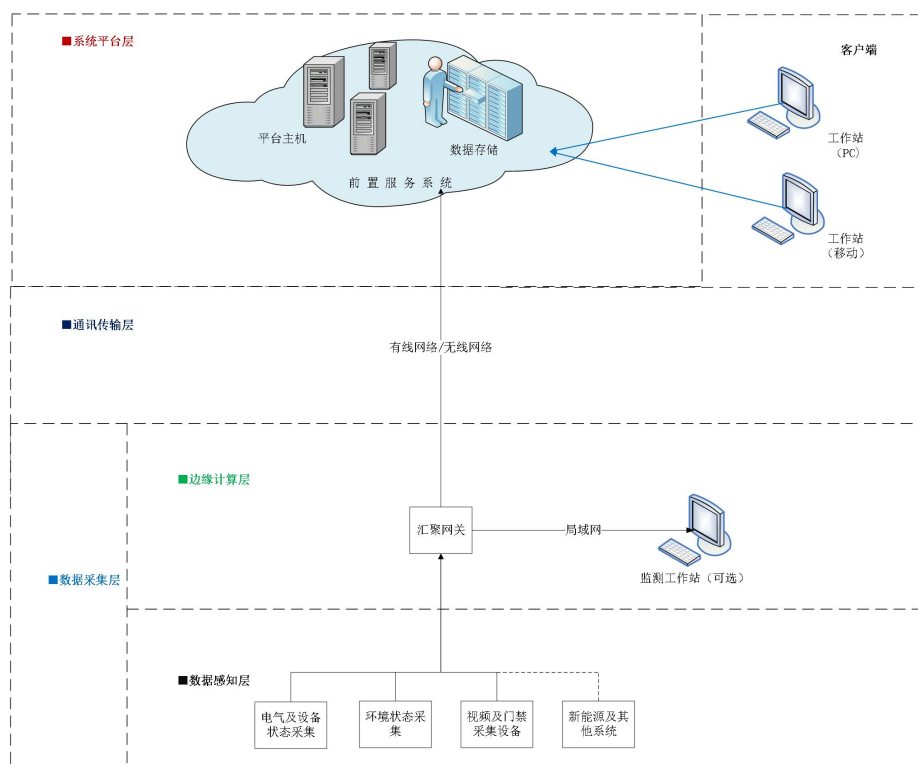 ■系统平台层
客户端
平台主机
数据存储
前置服务系统
工作站
（PC)
工作站
（移动）
■通讯传输层
有线网络/无线网络
■边缘计算层
汇聚网关
局域网
监测工作站（可选）
■数据采集层
■数据感知层
电气及设备
状态采集
环境状态采
集
视频及门禁
采集设备
新能源及其
他系统